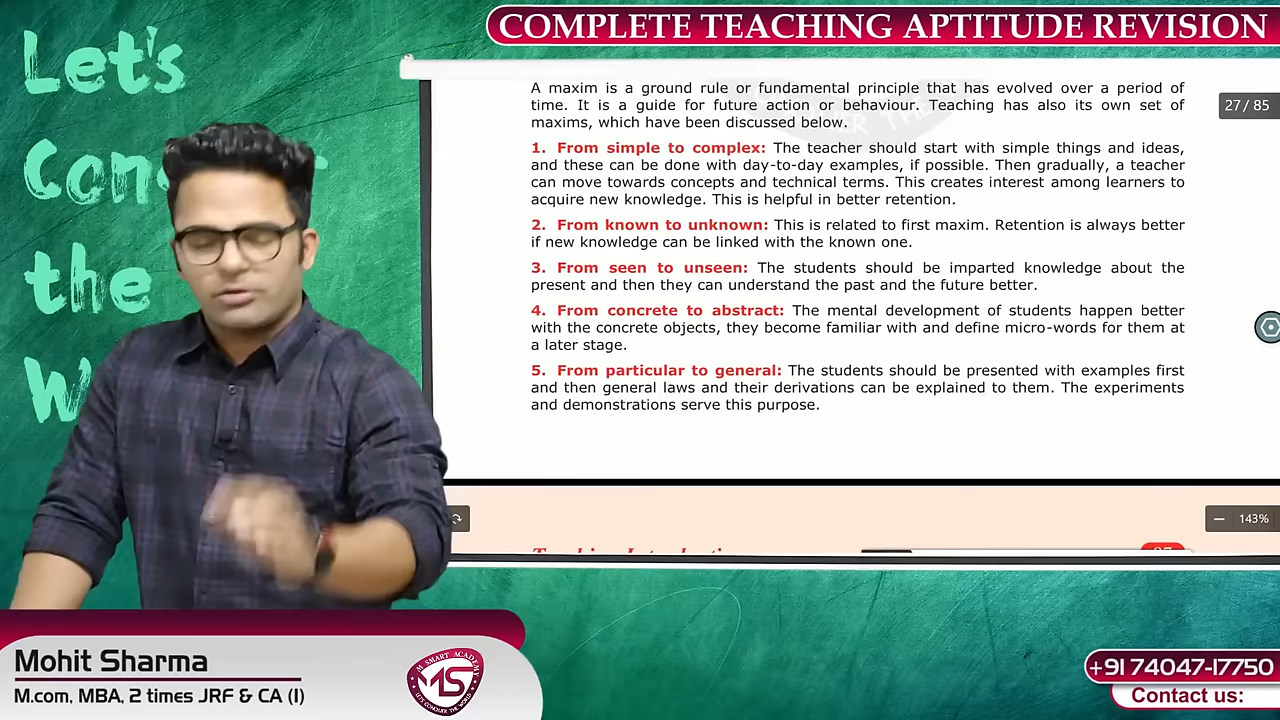 COMPLETE TEACHING APTITUDE REVISION
Let's
the
A maxim is a ground rule or fundamental principle that has evolved over a period of
time. It is a guide for future action or behaviour. Teaching has also its own set of
maxims, which have been discussed below.
27 / 85
1. From simple to complex: The teacher should start with simple things and ideas,
and these can be done with day-to-day examples, if possible. Then gradually, a teacher
can move towards concepts and technical terms. This creates interest among learners to
acquire new knowledge. This is helpful in better retention.
2. From known to unknown: This is related to first maxim. Retention is always better
if new knowledge can be linked with the known one.
3. From seen to unseen: The students should be imparted knowledge about the
present and then they can understand the past and the future better.
4. From concrete to abstract: The mental development of students happen better
with the concrete objects, they become familiar with and define micro-words for them at
a later stage.
5. From particular to general: The students should be presented with examples first
and then general laws and their derivations can be explained to them. The experiments
and demonstrations serve this purpose.
143%
Mohit Sharma
M.com, MBA, 2 times JRF & CA (I)
M SMART ACADEMY
MS
LET'S CONQUER THE WORLD
+91 74047-17750
Contact us: